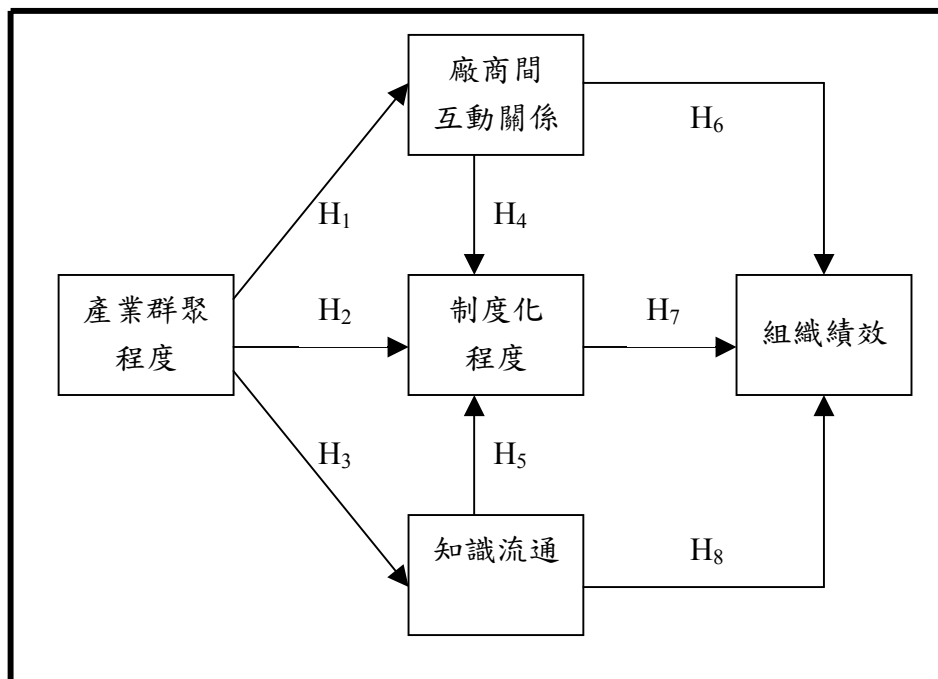 廠商間
互動關係
H₆
H₁
H₄
產業群聚
程度
H₂
制度化
程度
H₇
組織績效
H₃
H₅
知識流通
H₈